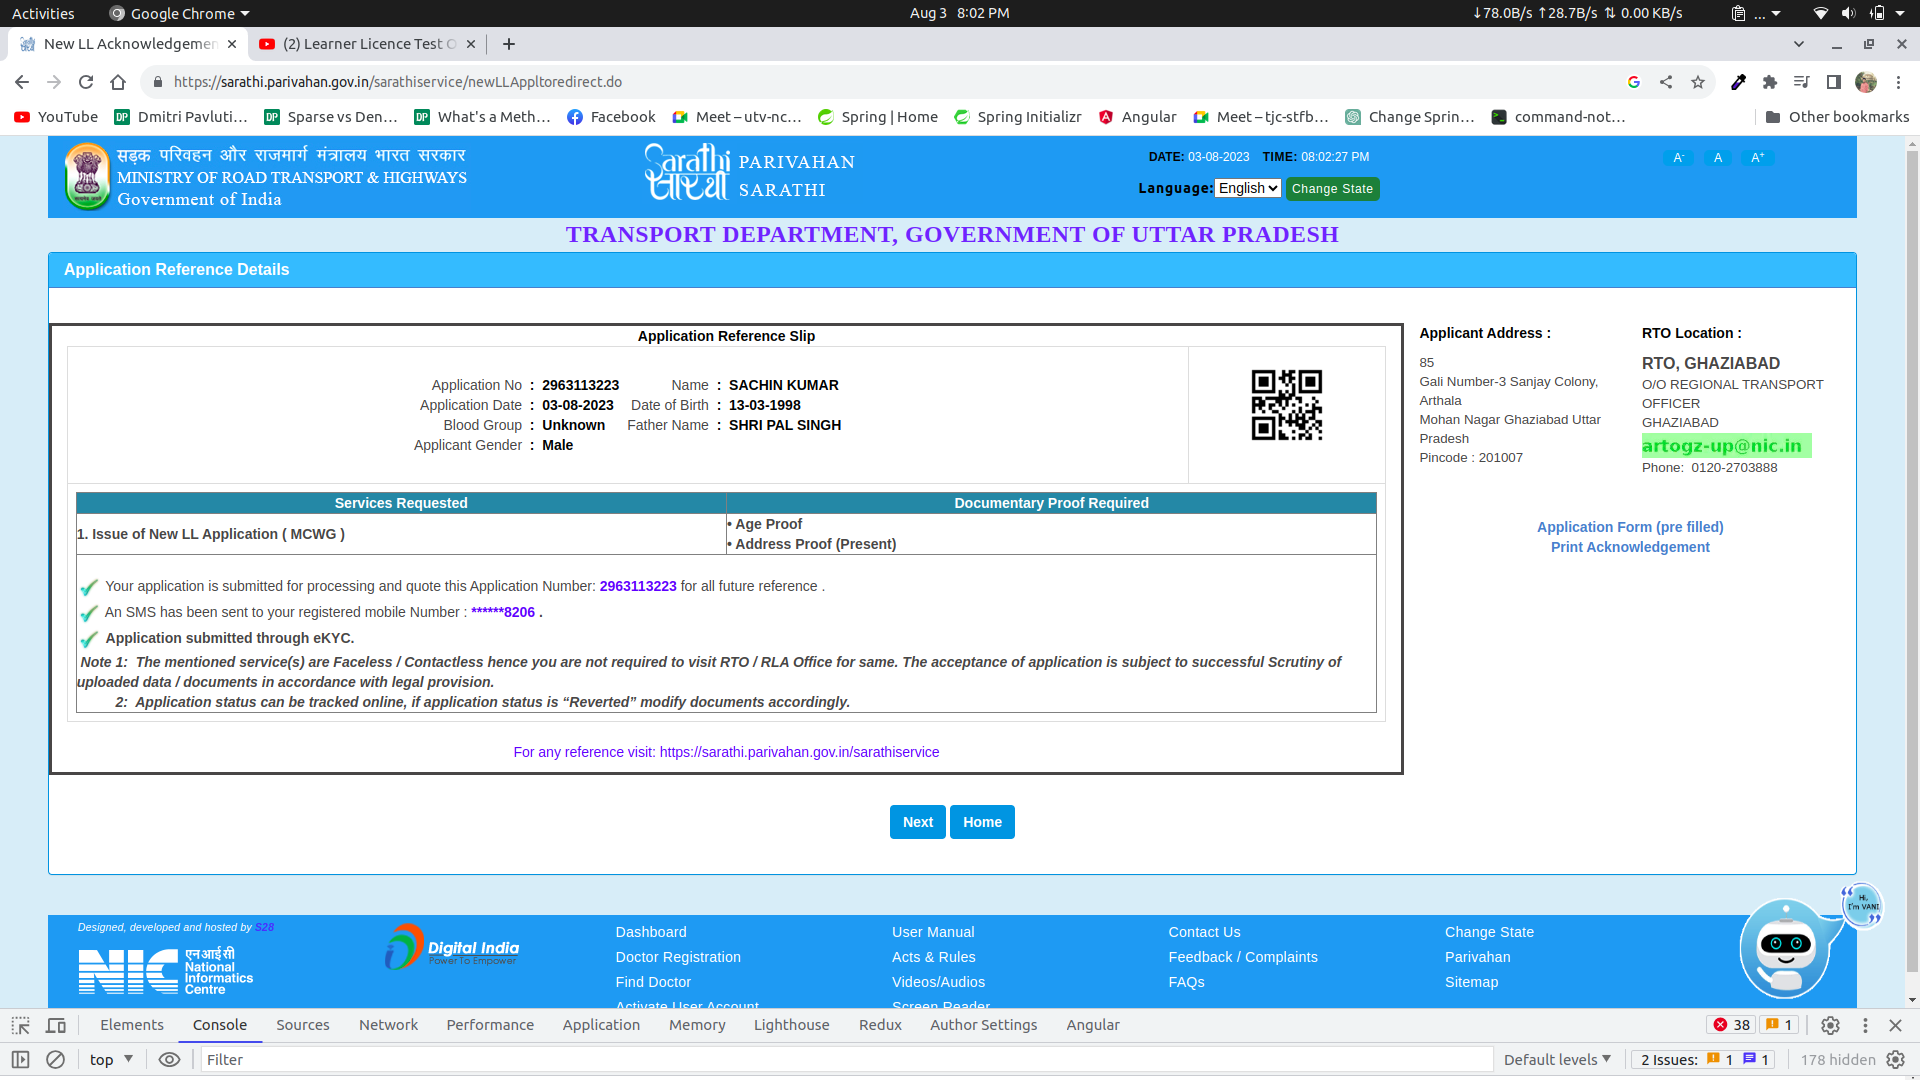 Activities
Google Chrome
Aug 3 8:02 PM
↓78.0B/s ↑28.7B/s ⇅ 0.00 KB/s
...
New LL Acknowledgemen
(2) Learner Licence Test O
https://sarathi.parivahan.gov.in/sarathiservice/newLLAppltoredirect.do
YouTube
DP Dmitri Pavluti...
DP Sparse vs Den...
DP What's a Meth...
Facebook
Meet – utv-nc...
Spring | Home
Spring Initializr
Angular
Meet – tjc-stfb...
Change Sprin...
command-not...
Other bookmarks
सड़क परिवहन और राजमार्ग मंत्रालय भारत सरकार
MINISTRY OF ROAD TRANSPORT & HIGHWAYS
Government of India
Sarathi
सारथी
PARIVAHAN
SARATHI
DATE: 03-08-2023 TIME: 08:02:27 PM
Language: English Change State
A- A A+
TRANSPORT DEPARTMENT, GOVERNMENT OF UTTAR PRADESH
Application Reference Details
Application Reference Slip
Application No : 2963113223 Name : SACHIN KUMAR
Application Date : 03-08-2023 Date of Birth : 13-03-1998
Blood Group : Unknown Father Name : SHRI PAL SINGH
Applicant Gender : Male
Services Requested Documentary Proof Required
1. Issue of New LL Application ( MCWG )
• Age Proof
• Address Proof (Present)
Your application is submitted for processing and quote this Application Number: 2963113223 for all future reference .
An SMS has been sent to your registered mobile Number : ******8206 .
Application submitted through eKYC.
Note 1: The mentioned service(s) are Faceless / Contactless hence you are not required to visit RTO / RLA Office for same. The acceptance of application is subject to successful Scrutiny of
uploaded data / documents in accordance with legal provision.
2: Application status can be tracked online, if application status is “Reverted” modify documents accordingly.
For any reference visit: https://sarathi.parivahan.gov.in/sarathiservice
Applicant Address :
85
Gali Number-3 Sanjay Colony,
Arthala
Mohan Nagar Ghaziabad Uttar
Pradesh
Pincode : 201007
RTO Location :
RTO, GHAZIABAD
O/O REGIONAL TRANSPORT
OFFICER
GHAZIABAD
artogz-up@nic.in
Phone: 0120-2703888
Application Form (pre filled)
Print Acknowledgement
Next Home
Designed, developed and hosted by S28
NIC एनआईसी
National
Informatics
Centre
Digital India
Power To Empower
Dashboard
Doctor Registration
Find Doctor
Activate User Account
User Manual
Acts & Rules
Videos/Audios
Screen Reader
Contact Us
Feedback / Complaints
FAQs
Change State
Parivahan
Sitemap
Hi,
I'm VANI
Elements Console Sources Network Performance Application Memory Lighthouse Redux Author Settings Angular 38 1
top Filter Default levels 2 Issues: 1 1 178 hidden